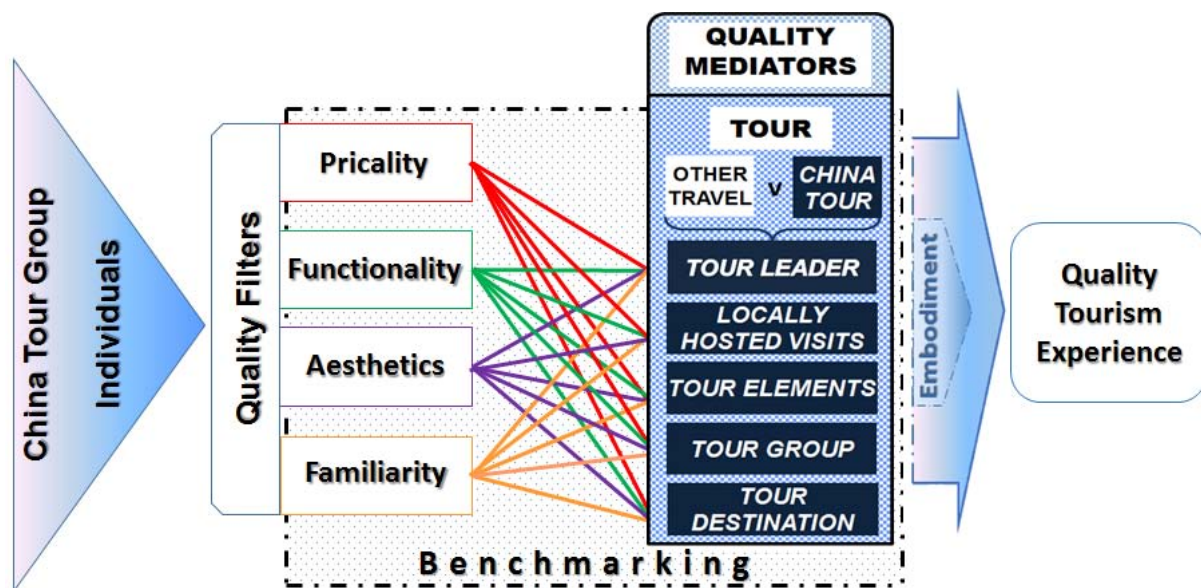 China Tour Group
Individuals
Quality Filters
Pricality
Functionality
Aesthetics
Familiarity
Benchmarking
QUALITY
MEDIATORS
TOUR
OTHER
TRAVEL
v
CHINA
TOUR
TOUR LEADER
LOCALLY
HOSTED VISITS
TOUR ELEMENTS
TOUR GROUP
TOUR
DESTINATION
Embodiment
Quality
Tourism
Experience